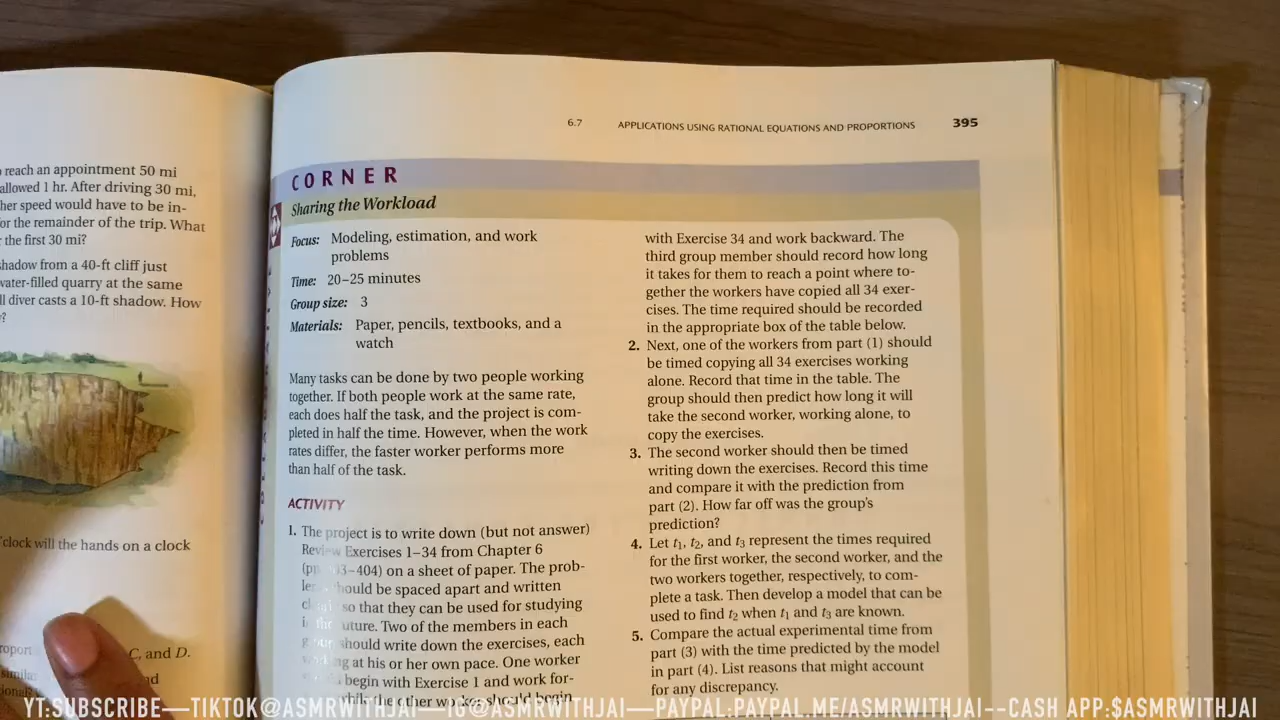 reach an appointment 50 mi
allowed 1 hr. After driving 30 mi,
her speed would have to be in-
or the remainder of the trip. What
the first 30 mi?
shadow from a 40-ft cliff just
water-filled quarry at the same
diver casts a 10-ft shadow. How
?
clock will the hands on a clock
C, and D.
6.7 APPLICATIONS USING RATIONAL EQUATIONS AND PROPORTIONS 395
CORNER
Sharing the Workload
Focus: Modeling, estimation, and work
problems
Time: 20–25 minutes
Group size: 3
Materials: Paper, pencils, textbooks, and a
watch
Many tasks can be done by two people working
together. If both people work at the same rate,
each does half the task, and the project is com-
pleted in half the time. However, when the work
rates differ, the faster worker performs more
than half of the task.
ACTIVITY
1. The project is to write down (but not answer)
Review Exercises 1–34 from Chapter 6
3–404) on a sheet of paper. The prob-
should be spaced apart and written
so that they can be used for studying
future. Two of the members in each
group should write down the exercises, each
working at his or her own pace. One worker
begin with Exercise 1 and work for-
while the other worker should begin
with Exercise 34 and work backward. The
third group member should record how long
it takes for them to reach a point where to-
gether the workers have copied all 34 exer-
cises. The time required should be recorded
in the appropriate box of the table below.
2. Next, one of the workers from part (1) should
be timed copying all 34 exercises working
alone. Record that time in the table. The
group should then predict how long it will
take the second worker, working alone, to
copy the exercises.
3. The second worker should then be timed
writing down the exercises. Record this time
and compare it with the prediction from
part (2). How far off was the group's
prediction?
4. Let t₁, t₂, and t₃ represent the times required
for the first worker, the second worker, and the
two workers together, respectively, to com-
plete a task. Then develop a model that can be
used to find t₂ when t₁ and t₃ are known.
5. Compare the actual experimental time from
part (3) with the time predicted by the model
in part (4). List reasons that might account
for any discrepancy.
YT:SUBSCRIBE—TIKTOK@ASMRWITHJAI—IG@ASMRWITHJAI—PAYPAL.PAYPAL.ME/ASMRWITHJAI--CASH APP:$ASMRWITHJAI